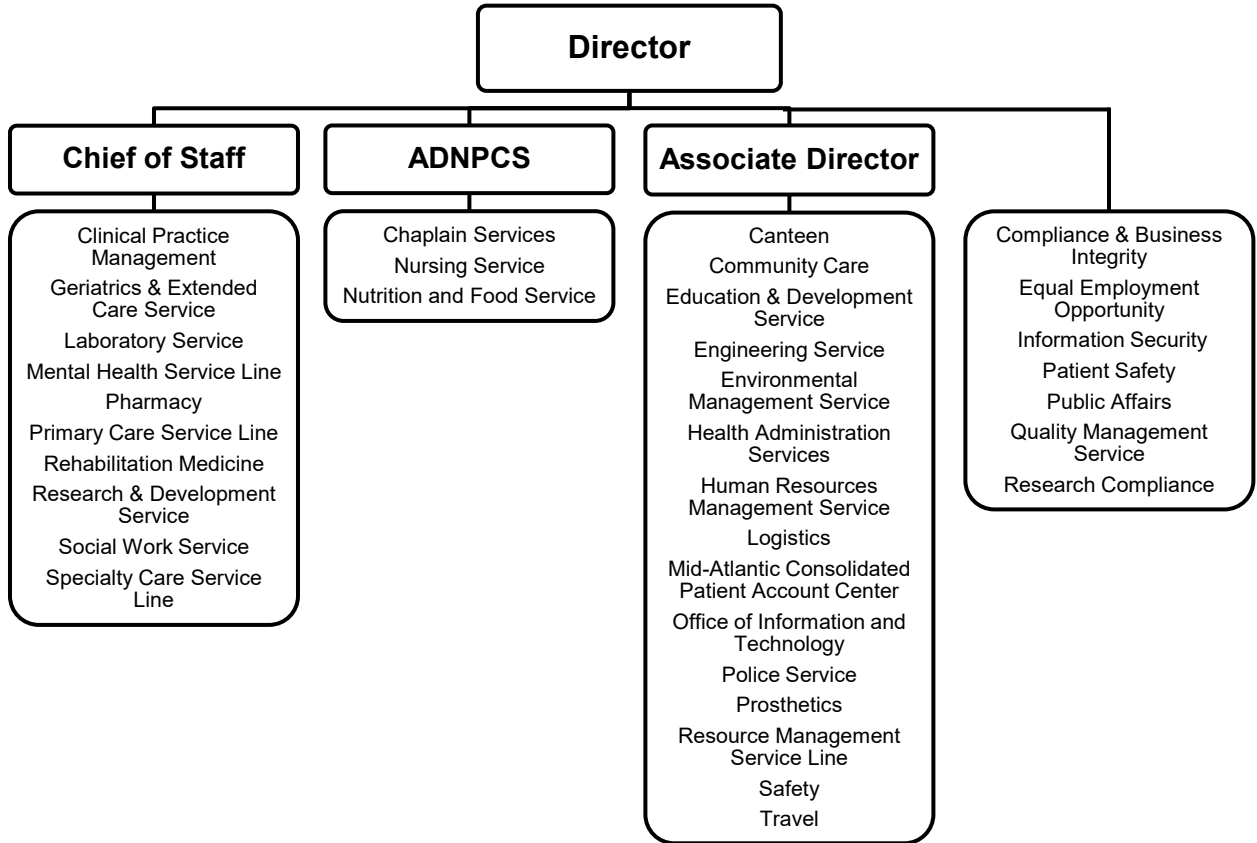 Director
Chief of Staff
Clinical Practice
Management
Geriatrics & Extended
Care Service
Laboratory Service
Mental Health Service Line
Pharmacy
Primary Care Service Line
Rehabilitation Medicine
Research & Development
Service
Social Work Service
Specialty Care Service
Line
ADNPCS
Chaplain Services
Nursing Service
Nutrition and Food Service
Associate Director
Canteen
Community Care
Education & Development
Service
Engineering Service
Environmental
Management Service
Health Administration
Services
Human Resources
Management Service
Logistics
Mid-Atlantic Consolidated
Patient Account Center
Office of Information and
Technology
Police Service
Prosthetics
Resource Management
Service Line
Safety
Travel
Compliance & Business
Integrity
Equal Employment
Opportunity
Information Security
Patient Safety
Public Affairs
Quality Management
Service
Research Compliance